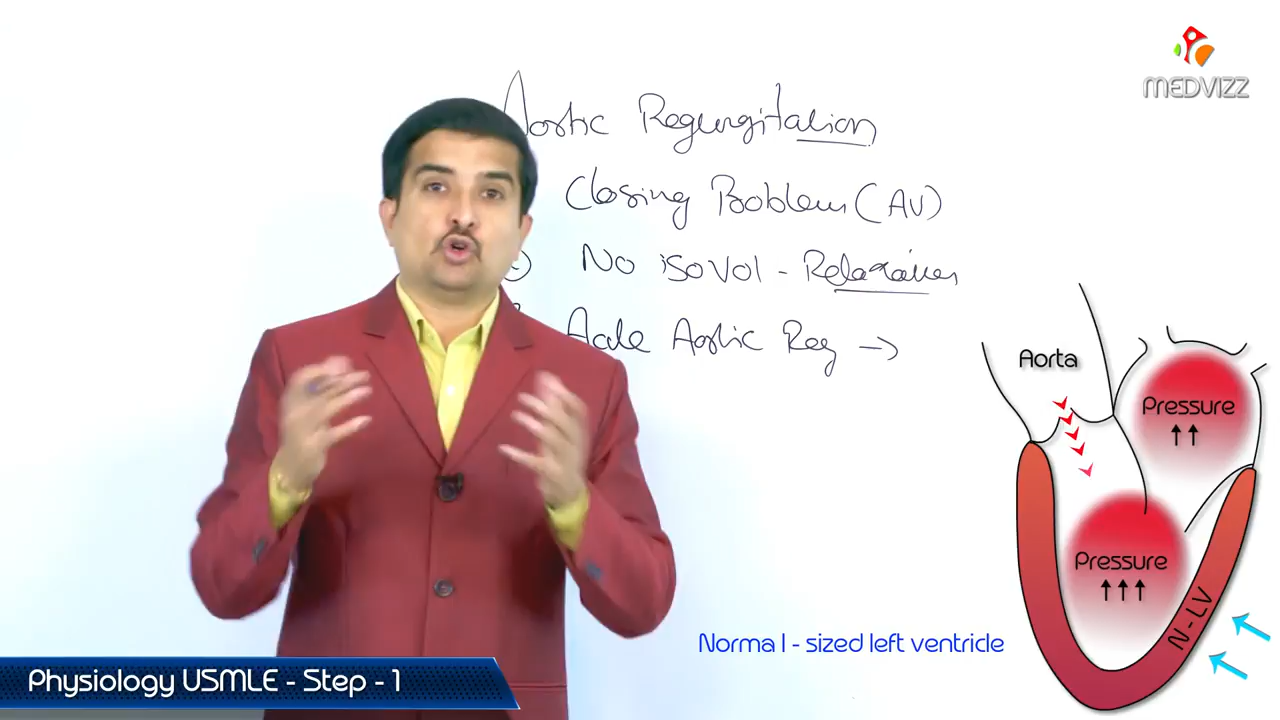 MEDVIZZ
Aortic Regurgitation
Closing Problem (AV)
No isovol - Relaxation
Acute Aortic Reg →
Aorta
Pressure
↑↑
Pressure
↑↑↑
N-LV
Norma l - sized left ventricle
Physiology USMLE - Step - 1